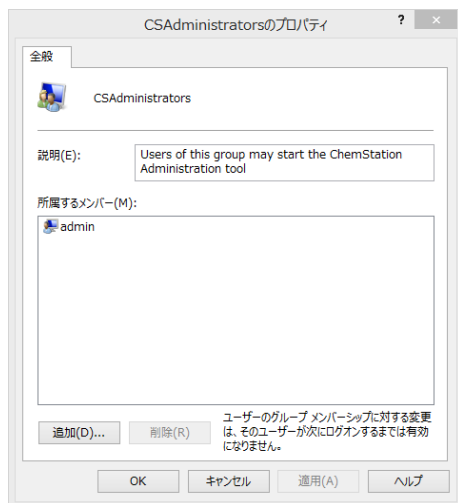 CSAdministratorsのプロパティ
? ×
全般
CSAdministrators
説明(E):
Users of this group may start the ChemStation
Administration tool
所属するメンバー(M):
admin
追加(D)...
削除(R)
ユーザーのグループ メンバーシップに対する変更
は、そのユーザーが次にログオンするまでは有効
になりません。
OK
キャンセル
適用(A)
ヘルプ